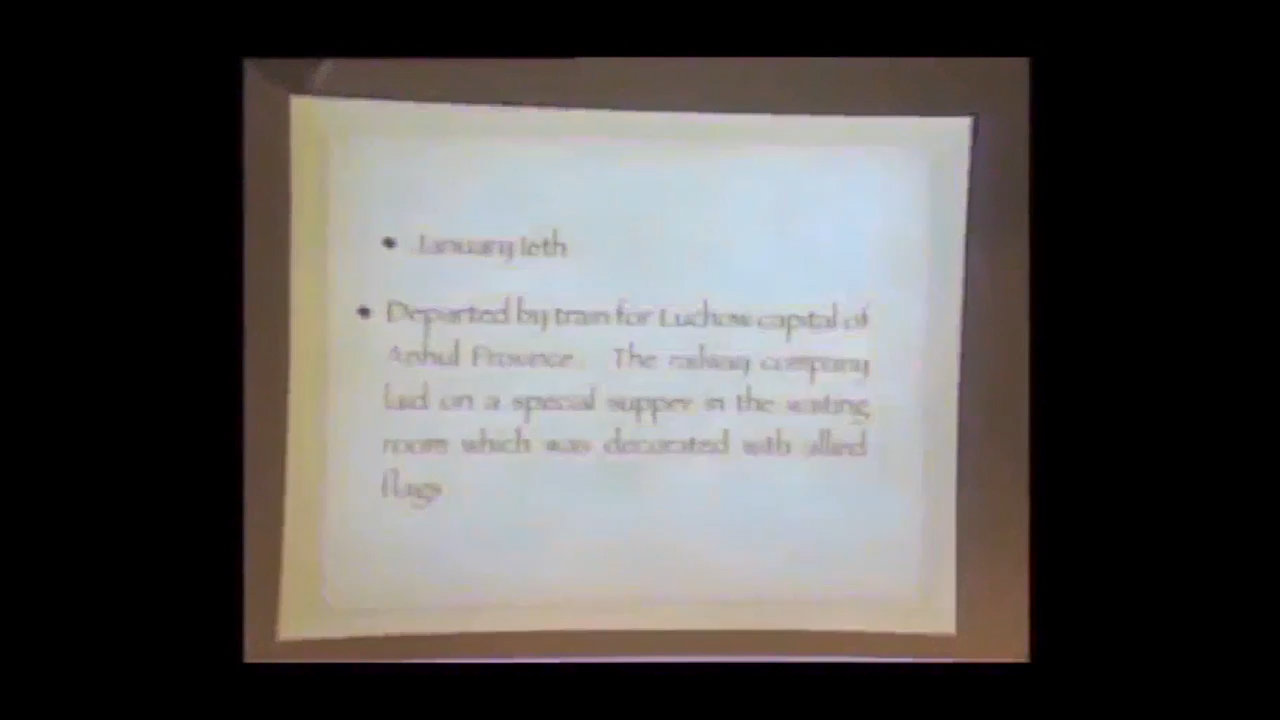 January 10th
Departed by train for Luchow capital of
Anhui Province. The railway company
laid on a special supper in the waiting
room which was decorated with allied
flags